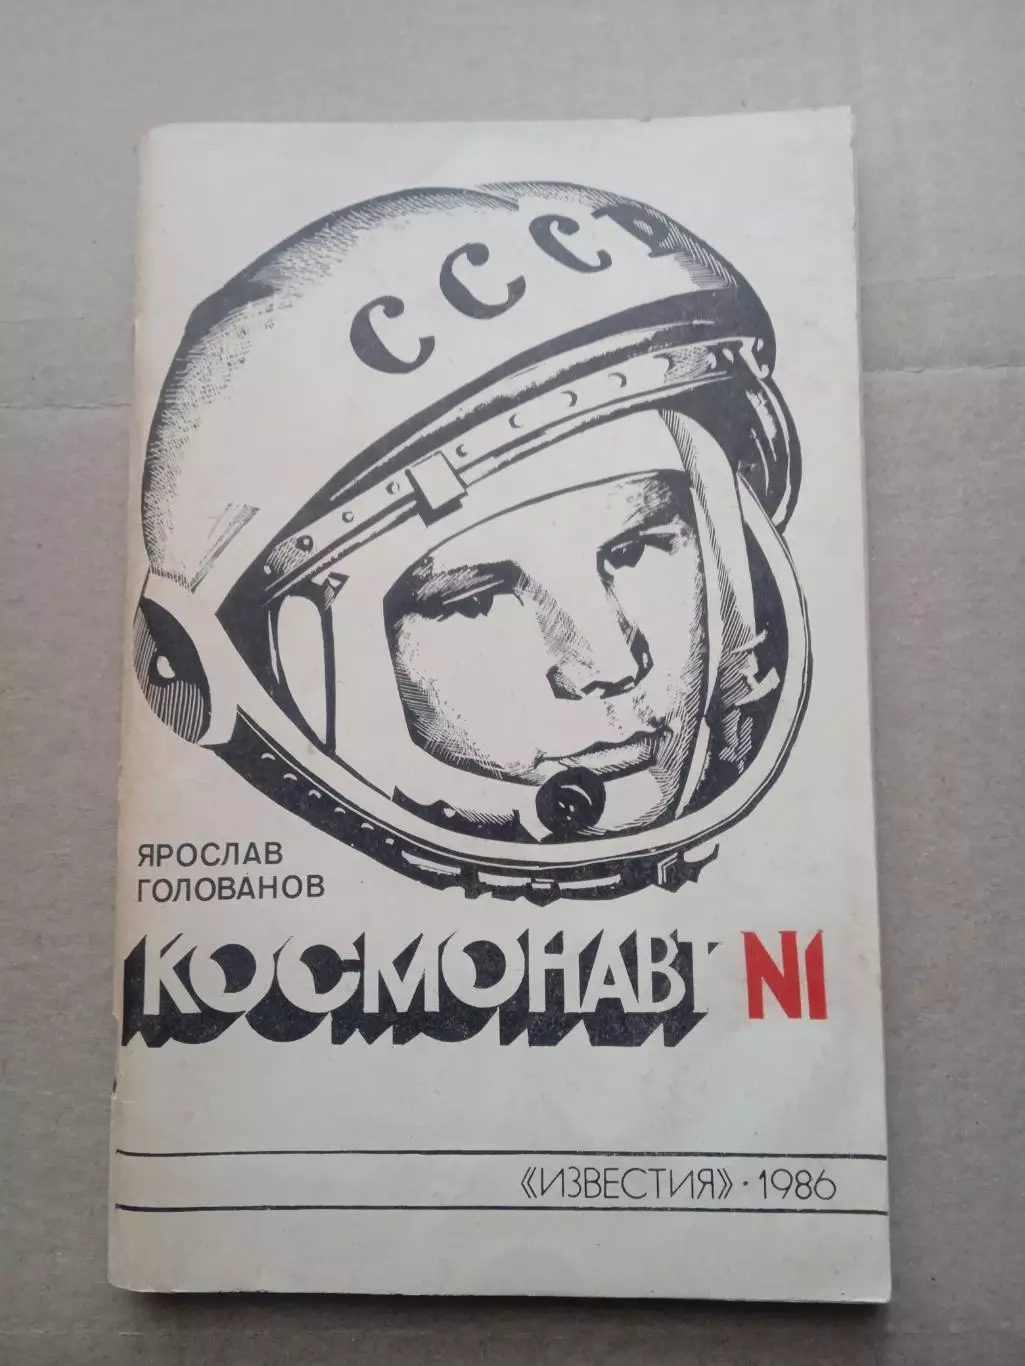 СССР
ЯРОСЛАВ
ГОЛОВАНОВ
КОСМОНАВТ N1
«ИЗВЕСТИЯ» · 1986